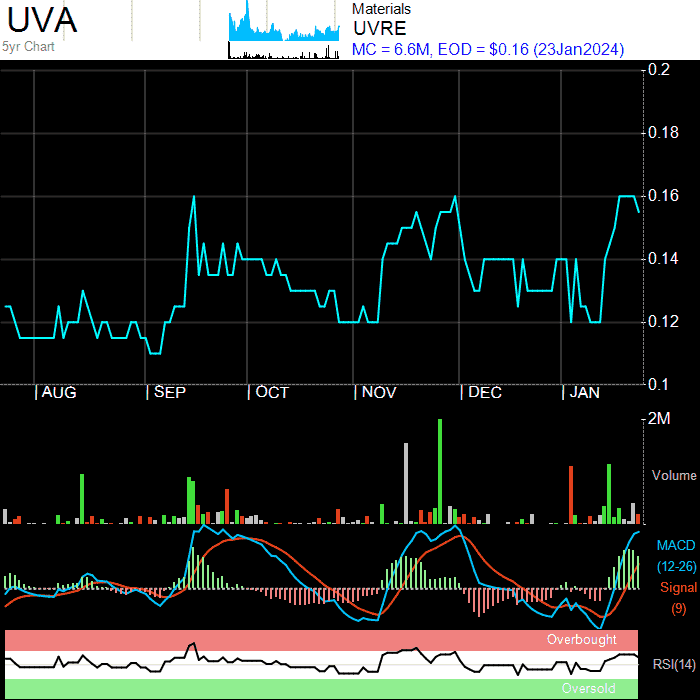 UVA
5yr Chart
Materials
UVRE
MC = 6.6M, EOD = $0.16 (23Jan2024)
0.2
0.18
0.16
0.14
0.12
0.1
AUG SEP OCT NOV DEC JAN
2M
Volume
MACD
(12-26)
Signal
(9)
Overbought
RSI(14)
Oversold